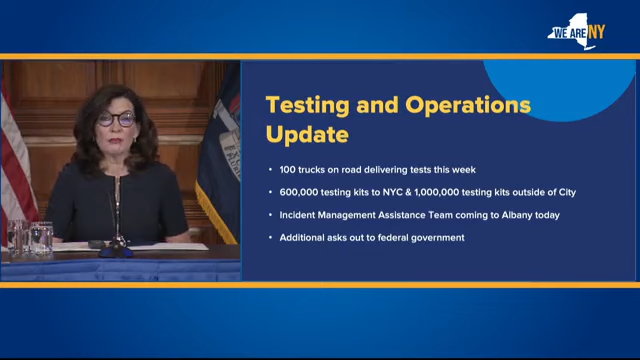 WE ARE NY
Testing and Operations
Update
• 100 trucks on road delivering tests this week
• 600,000 testing kits to NYC & 1,000,000 testing kits outside of City
• Incident Management Assistance Team coming to Albany today
• Additional asks out to federal government